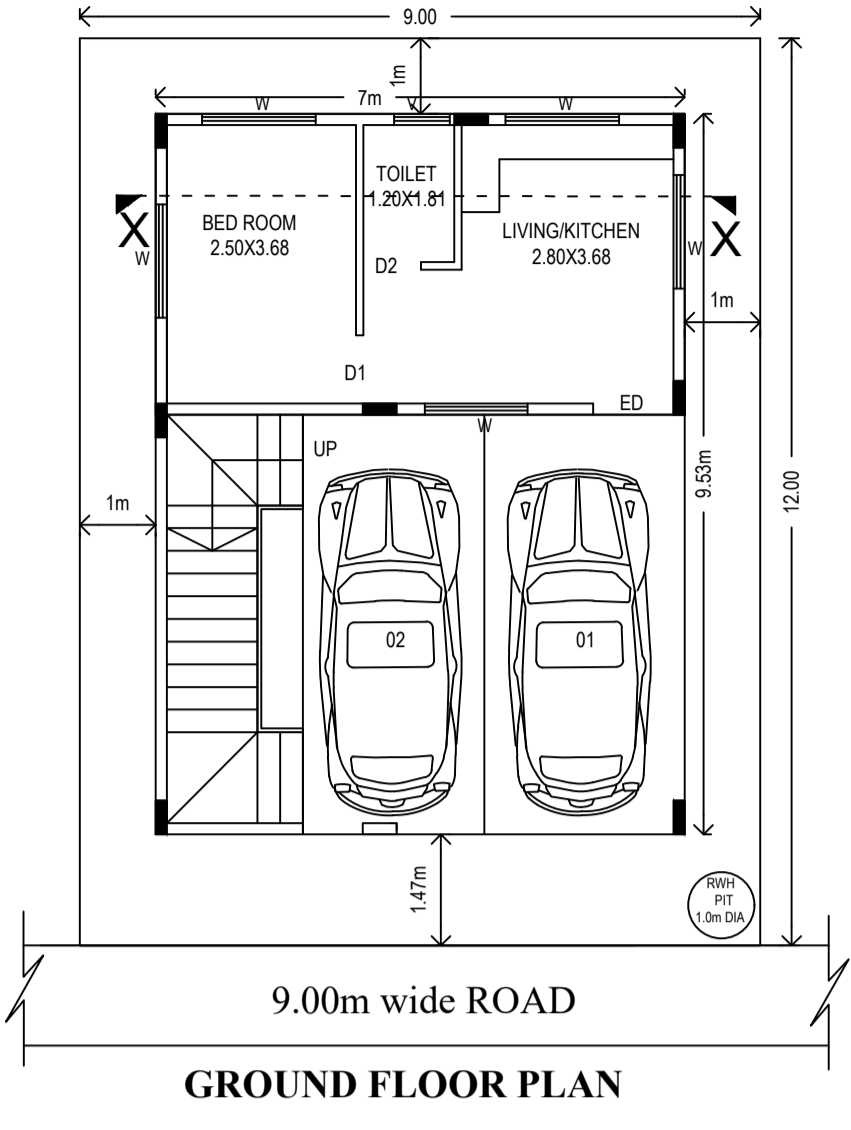 9.00
1m
7m
W
V
W
TOILET
1.20X1.81
BED ROOM
2.50X3.68
LIVING/KITCHEN
2.80X3.68
X
X
W
W
D2
1m
D1
ED
UP
W
9.53m
12.00
1m
02
01
1.47m
RWH
PIT
1.0m DIA
9.00m wide ROAD
GROUND FLOOR PLAN